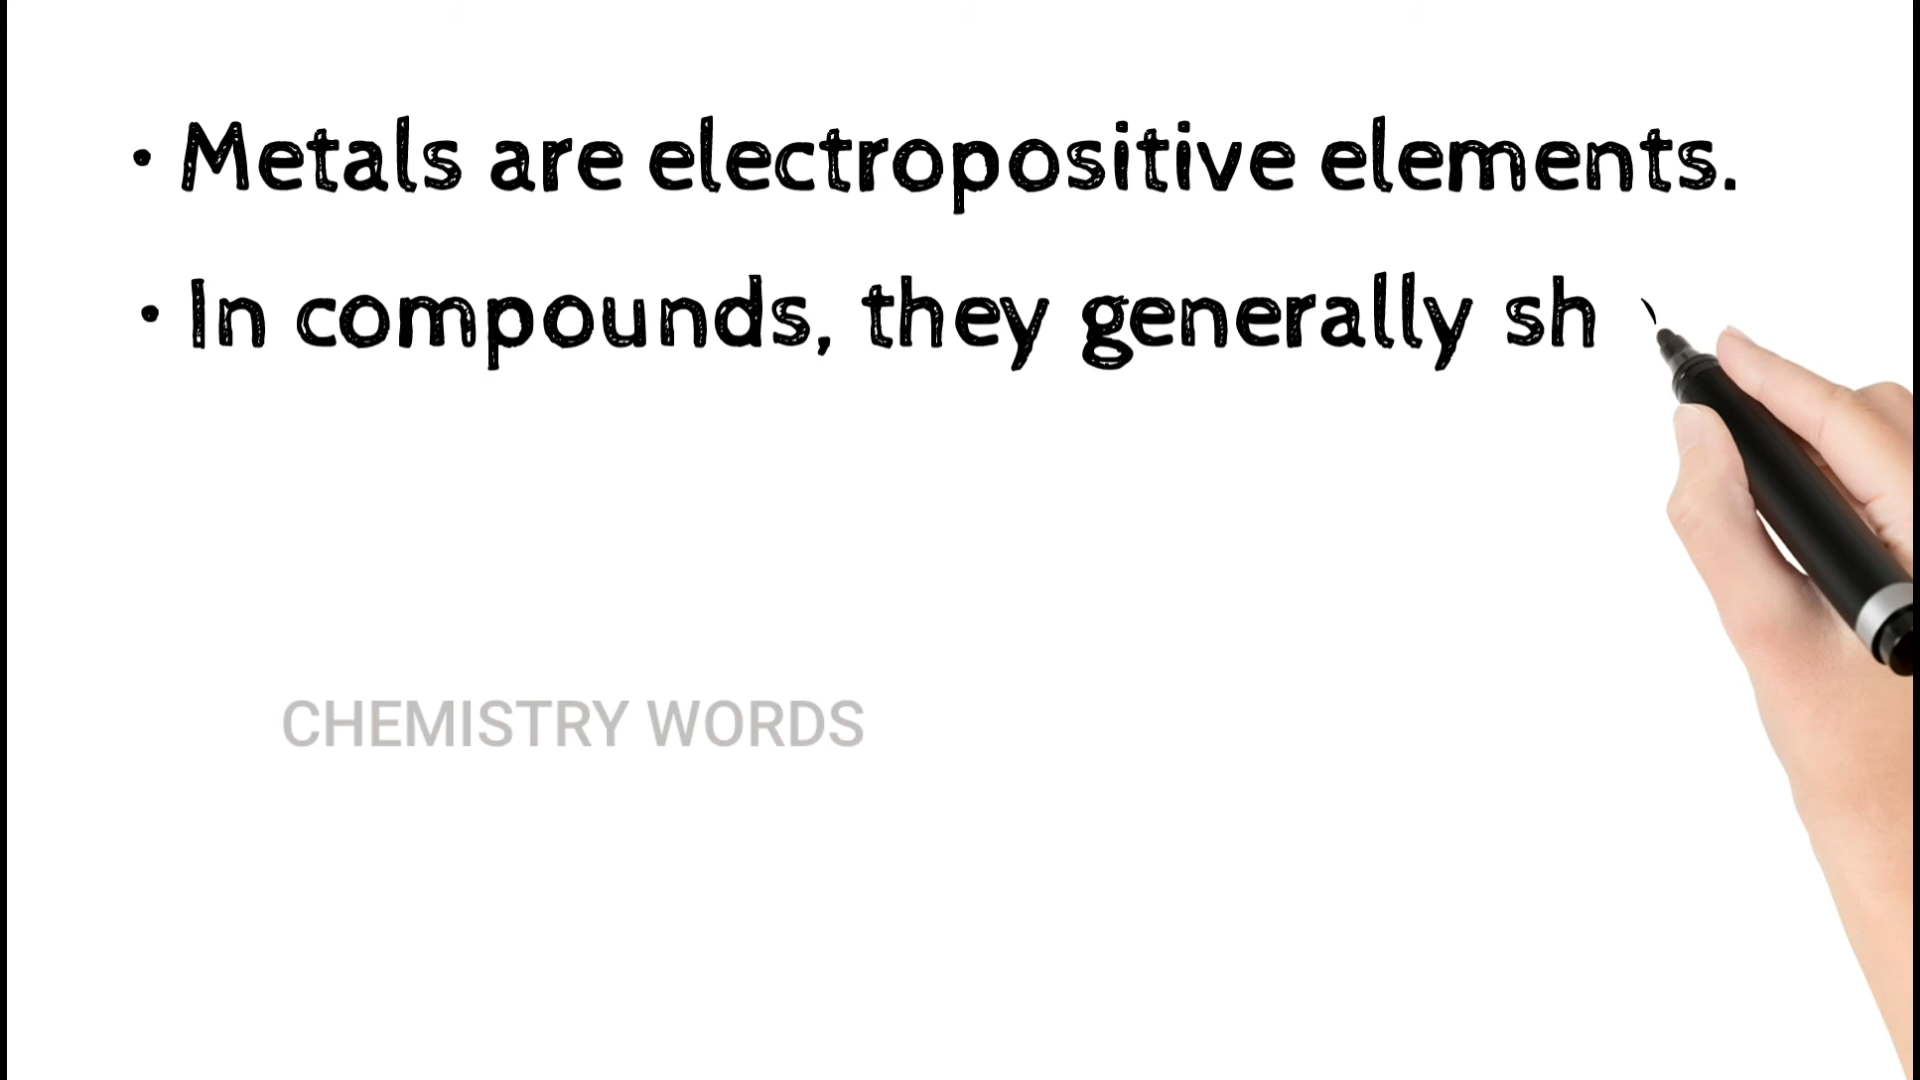 • Metals are electropositive elements.
• In compounds, they generally sh
CHEMISTRY WORDS